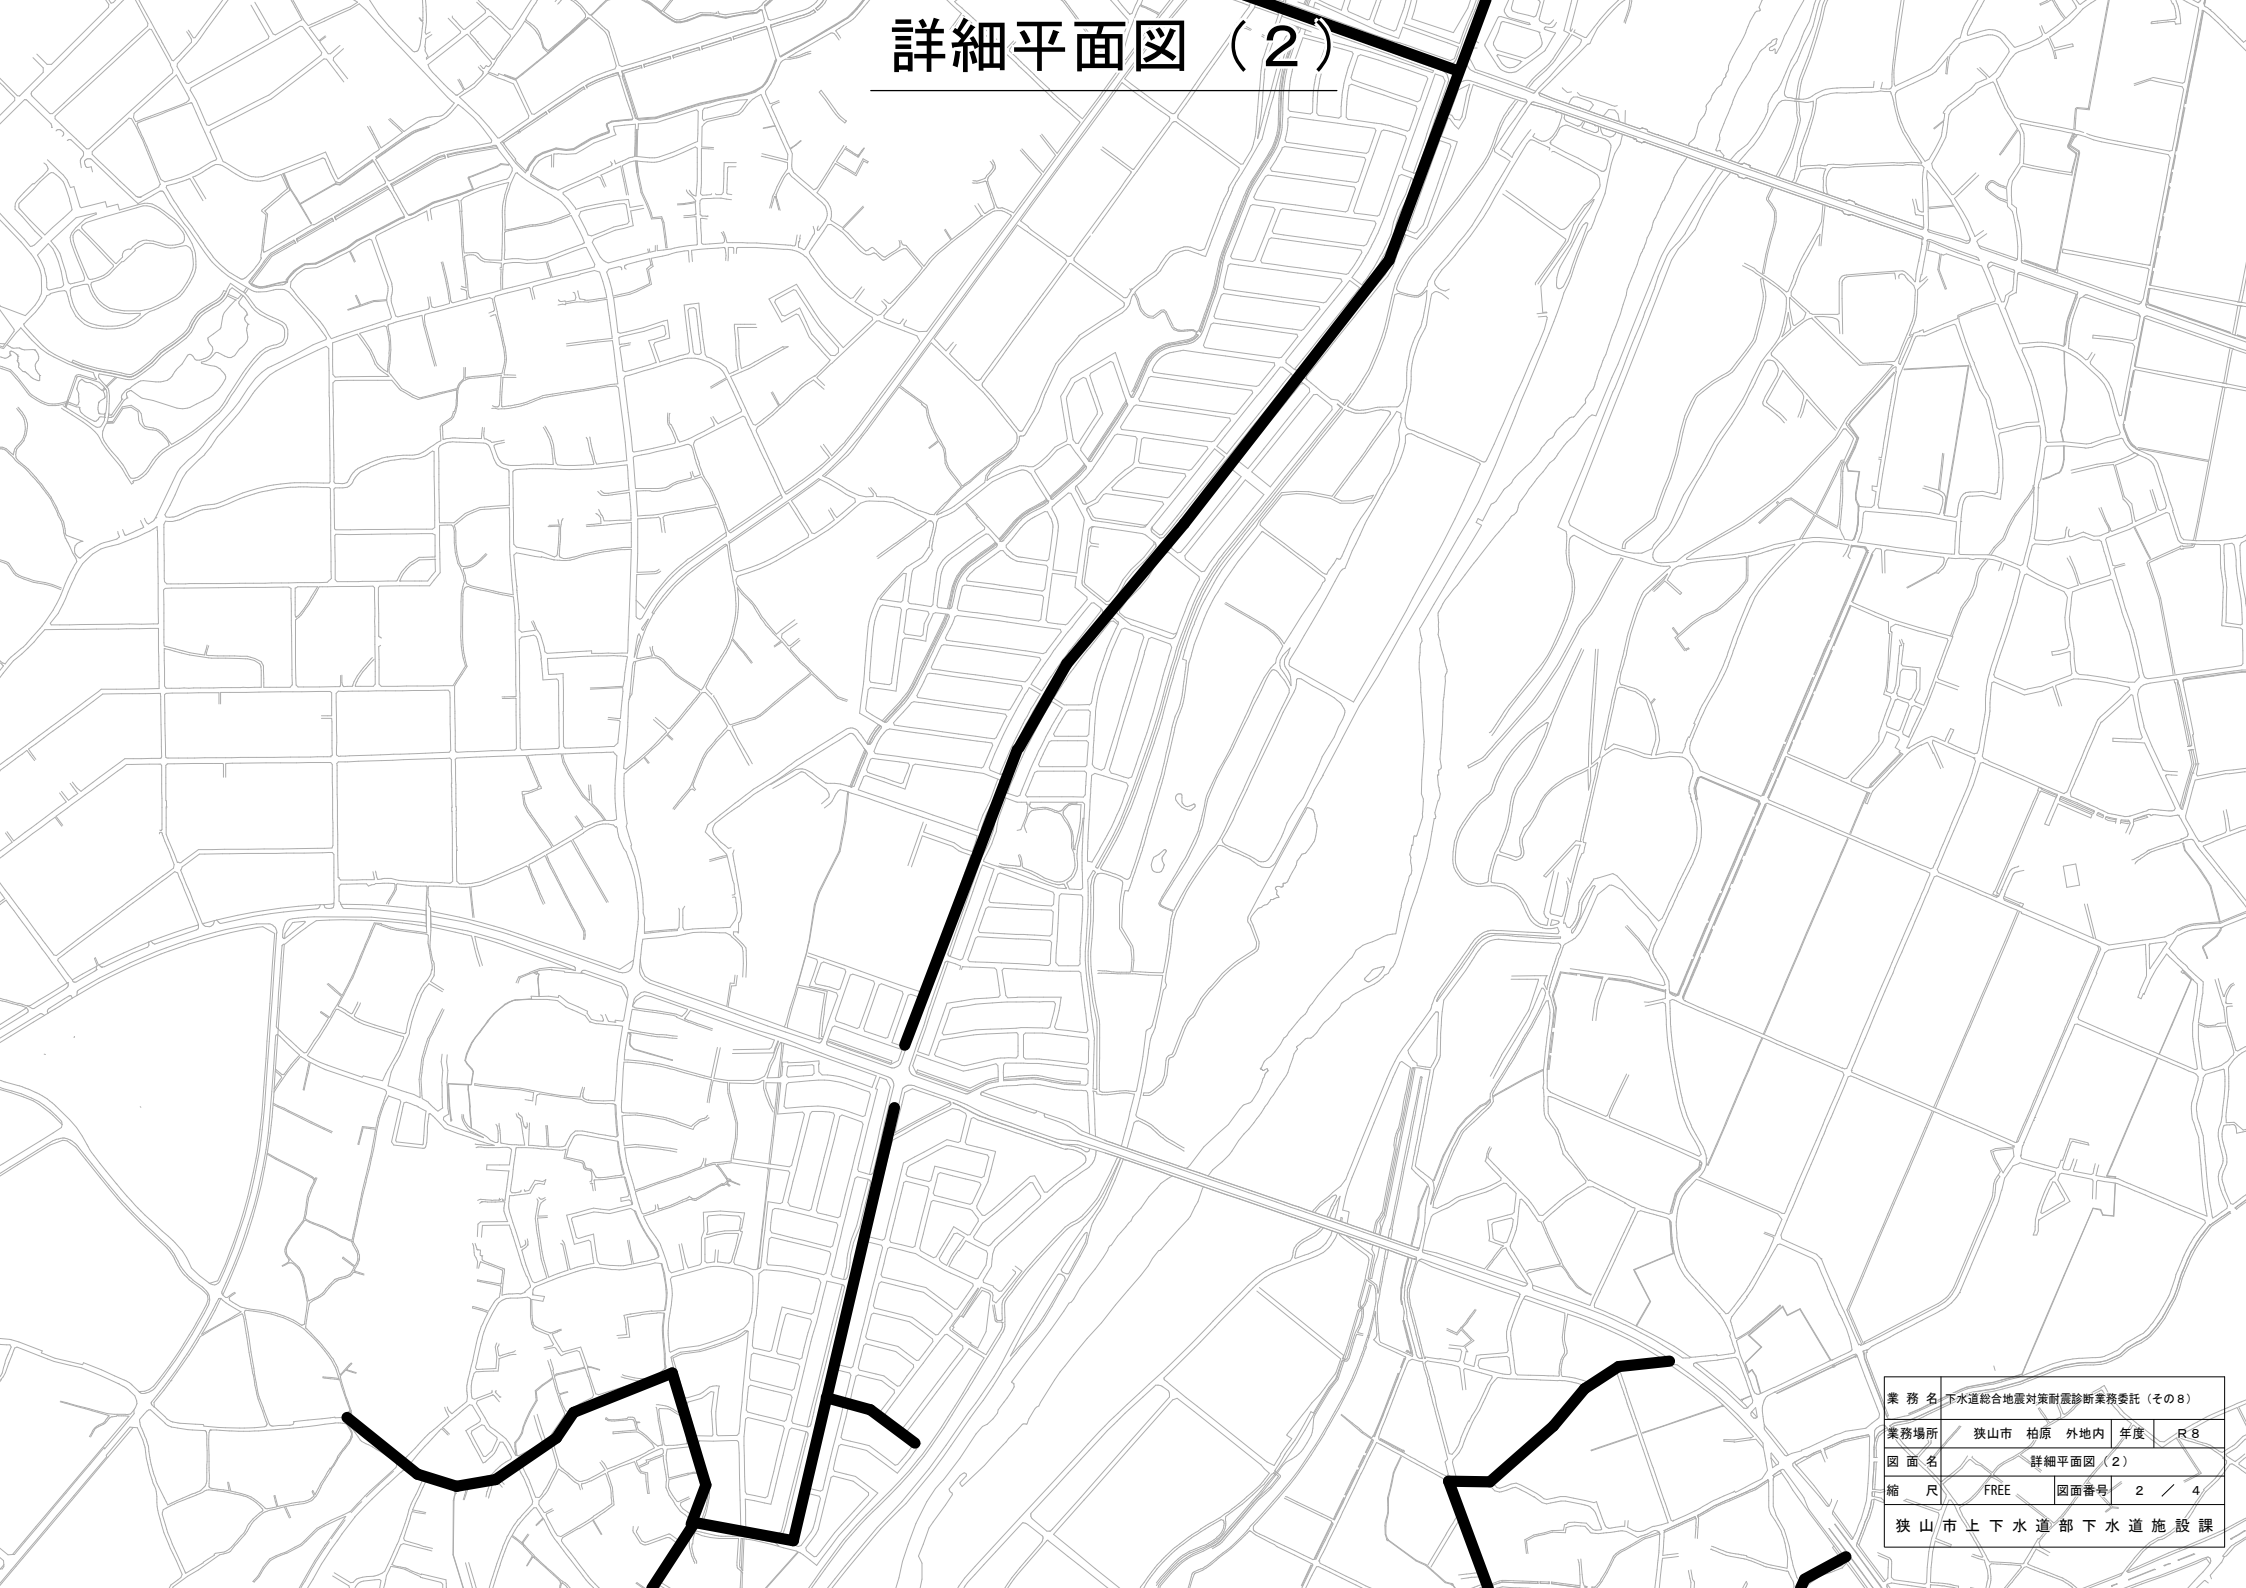 詳細平面図（２）
業務名 下水道総合地震対策耐震診断業務委託（その８）
業務場所 狭山市　柏原　外地内 年度 Ｒ８
図面名 詳細平面図（２）
縮尺 FREE 図面番号 ２ ／ ４
狭山市上下水道部下水道施設課